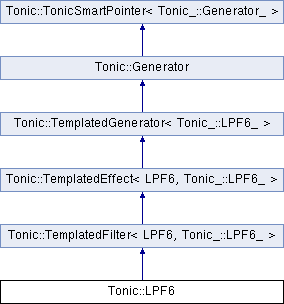 Tonic::TonicSmartPointer< Tonic_::Generator_ >
Tonic::Generator
Tonic::TemplatedGenerator< Tonic_::LPF6_ >
Tonic::TemplatedEffect< LPF6, Tonic_::LPF6_ >
Tonic::TemplatedFilter< LPF6, Tonic_::LPF6_ >
Tonic::LPF6